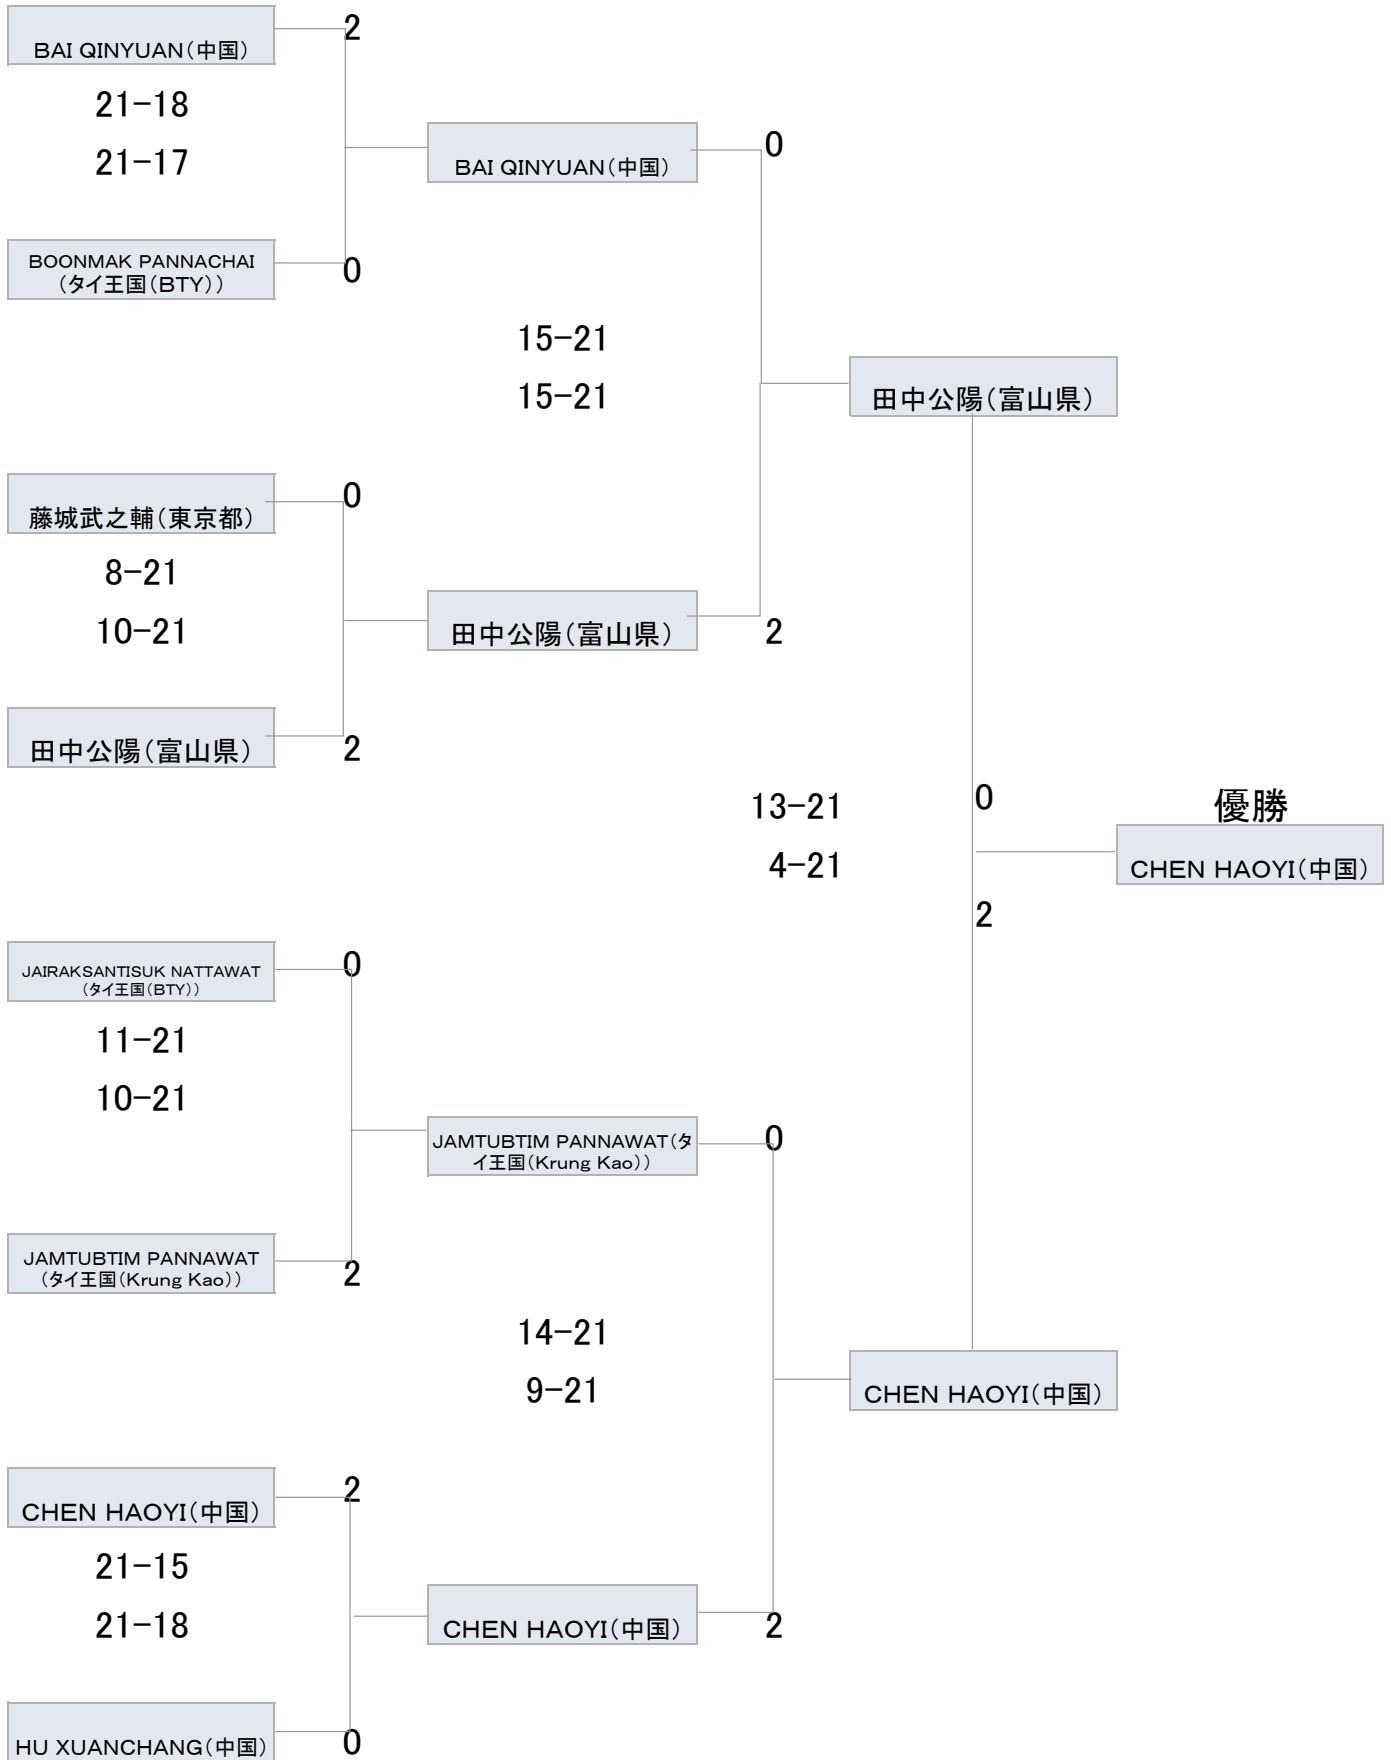 2
BAI QINYUAN(中国)
21-18
21-17
0
BAI QINYUAN(中国)
BOONMAK PANNACHAI
(タイ王国(BTY))
0
15-21
15-21
田中公陽(富山県)
0
藤城武之輔(東京都)
8-21
10-21
田中公陽(富山県)
2
田中公陽(富山県)
2
13-21
4-21
0
2
優勝
CHEN HAOYI(中国)
0
JAIRAKSANTISUK NATTAWAT
(タイ王国(BTY))
11-21
10-21
JAMTUBTIM PANNAWAT(タ
イ王国(Krung Kao))
0
JAMTUBTIM PANNAWAT
(タイ王国(Krung Kao))
2
14-21
9-21
CHEN HAOYI(中国)
2
CHEN HAOYI(中国)
21-15
21-18
CHEN HAOYI(中国)
2
HU XUANCHANG(中国)
0